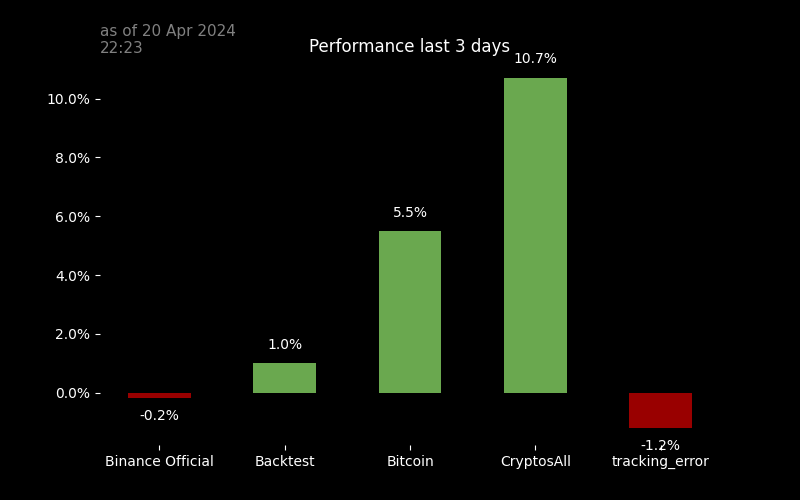 as of 20 Apr 2024
22:23
Performance last 3 days
10.7%
10.0%
8.0%
6.0%
5.5%
4.0%
2.0%
1.0%
0.0%
-0.2%
-1.2%
Binance Official
Backtest
Bitcoin
CryptosAll
tracking_error